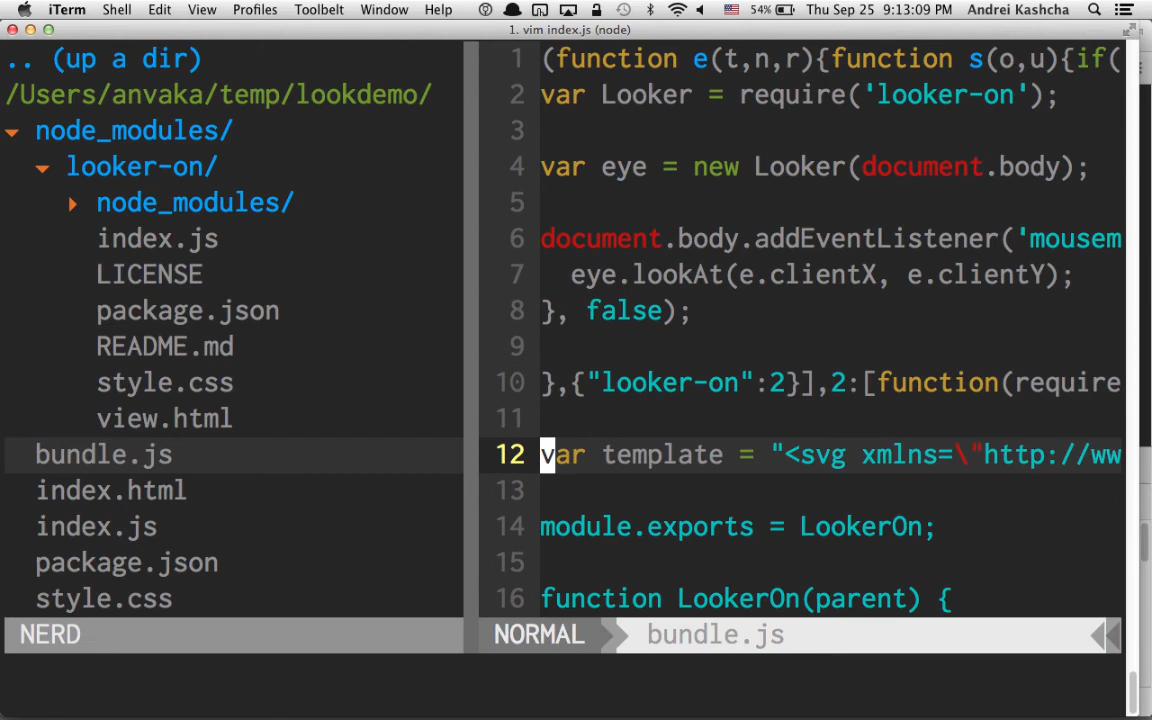 iTerm Shell Edit View Profiles Toolbelt Window Help 54% Thu Sep 25 9:13:09 PM Andrei Kashcha
1. vim index.js (node)
.. (up a dir)
/Users/anvaka/temp/lookdemo/
node_modules/
looker-on/
node_modules/
index.js
LICENSE
package.json
README.md
style.css
view.html
bundle.js
index.html
index.js
package.json
style.css
NERD
1 (function e(t,n,r){function s(o,u){if(
2 var Looker = require('looker-on');
3
4 var eye = new Looker(document.body);
5
6 document.body.addEventListener('mousem
7 eye.lookAt(e.clientX, e.clientY);
8 }, false);
9
10 },{"looker-on":2}],2:[function(require
11
12 var template = "<svg xmlns=\"http://ww
13
14 module.exports = LookerOn;
15
16 function LookerOn(parent) {
NORMAL bundle.js